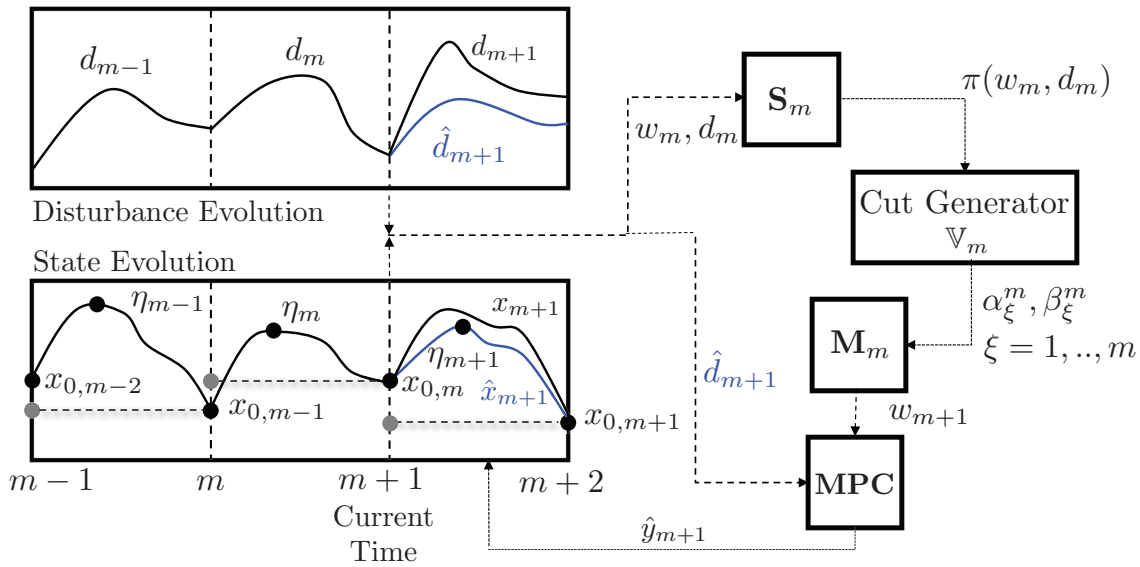 d_{m−1}
d_m
d_{m+1}
\hat{d}_{m+1}
Disturbance Evolution
w_m, d_m
S_m
π(w_m, d_m)
Cut Generator
𝕍_m
α_ξ^m, β_ξ^m
ξ = 1, .., m
M_m
w_{m+1}
\hat{d}_{m+1}
MPC
\hat{y}_{m+1}
State Evolution
η_{m−1}
η_m
x_{m+1}
η_{m+1}
\hat{x}_{m+1}
x_{0,m−2}
x_{0,m−1}
x_{0,m}
x_{0,m+1}
m − 1
m
m + 1
m + 2
Current
Time